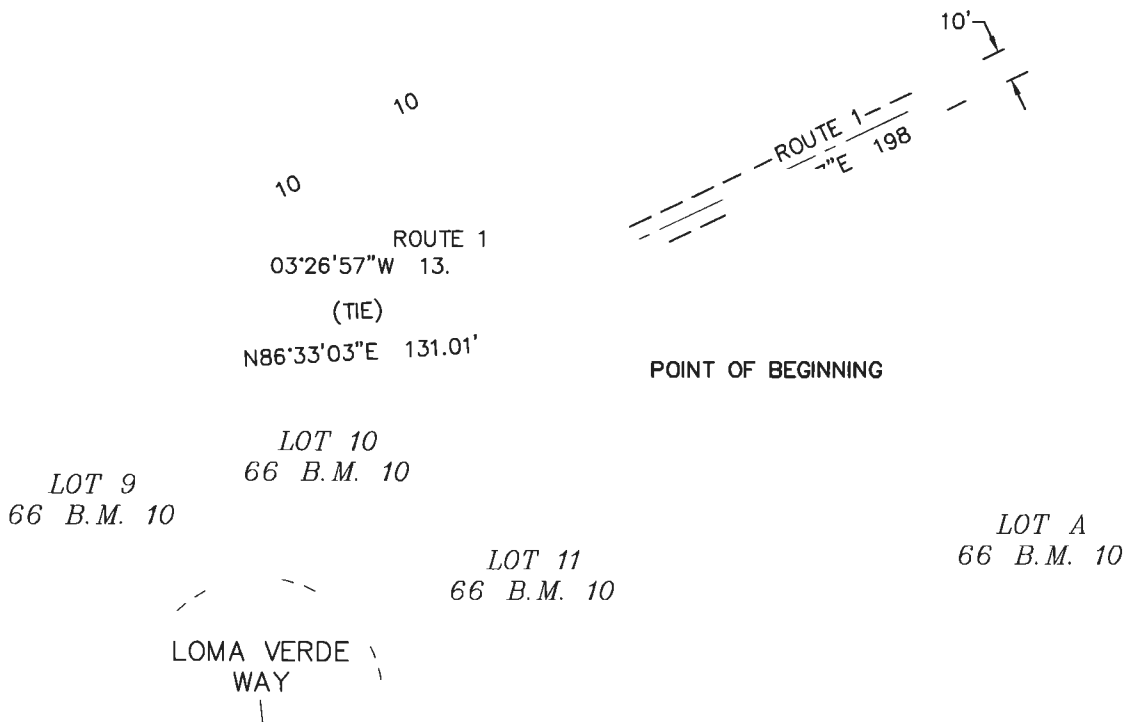 10'
10
ROUTE 1
"E 198
10
ROUTE 1
03°26'57"W 13.
(TIE)
N86°33'03"E 131.01'
POINT OF BEGINNING
LOT 10
66 B.M. 10
LOT 9
66 B.M. 10
LOT A
66 B.M. 10
LOT 11
66 B.M. 10
LOMA VERDE
WAY